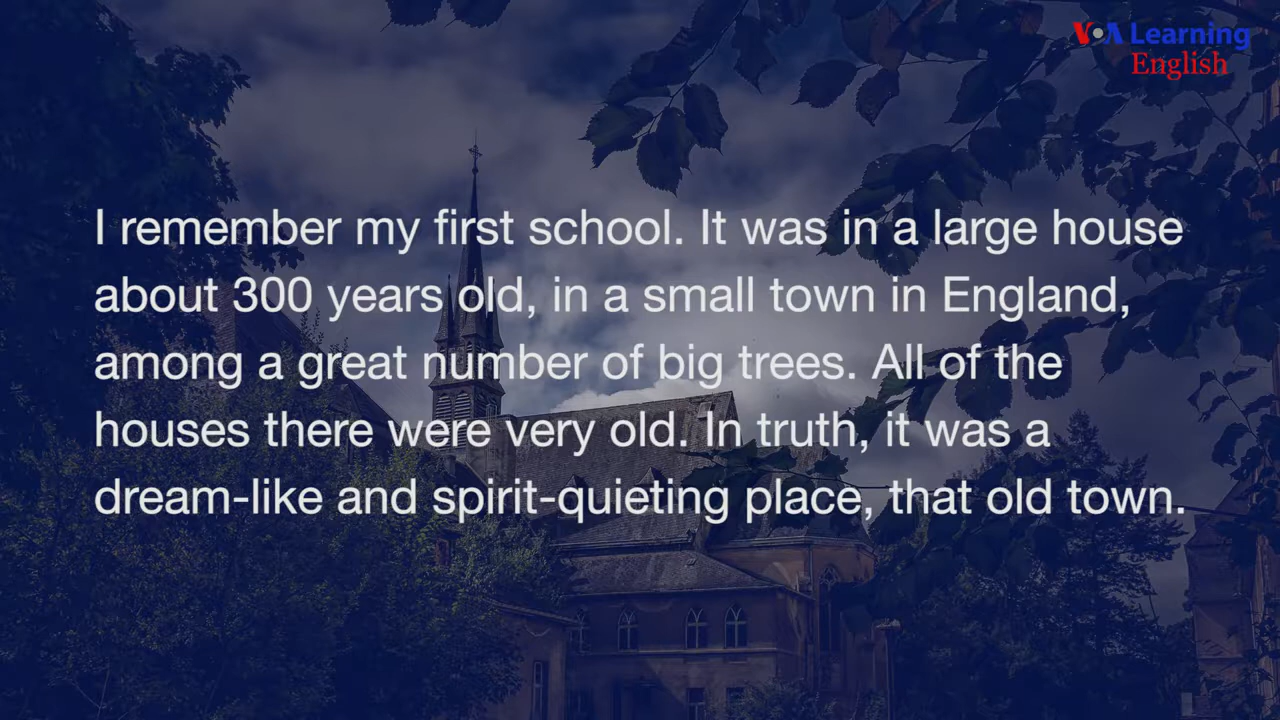 VOA Learning
English
I remember my first school. It was in a large house
about 300 years old, in a small town in England,
among a great number of big trees. All of the
houses there were very old. In truth, it was a
dream-like and spirit-quieting place, that old town.